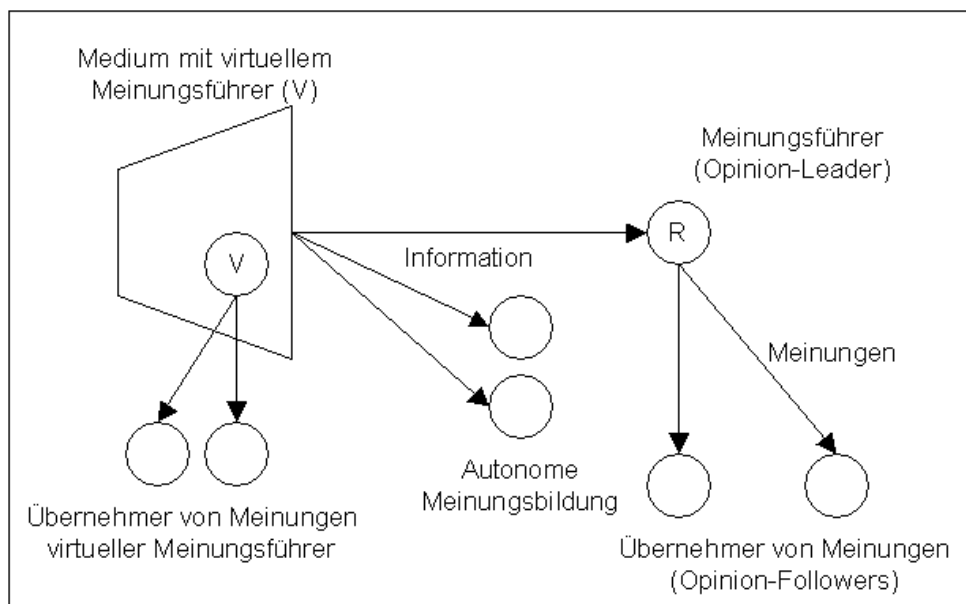 Medium mit virtuellem
Meinungsführer (V)
Meinungsführer
(Opinion-Leader)
R
Information
V
Meinungen
Autonome
Meinungsbildung
Übernehmer von Meinungen
virtueller Meinungsführer
Übernehmer von Meinungen
(Opinion-Followers)